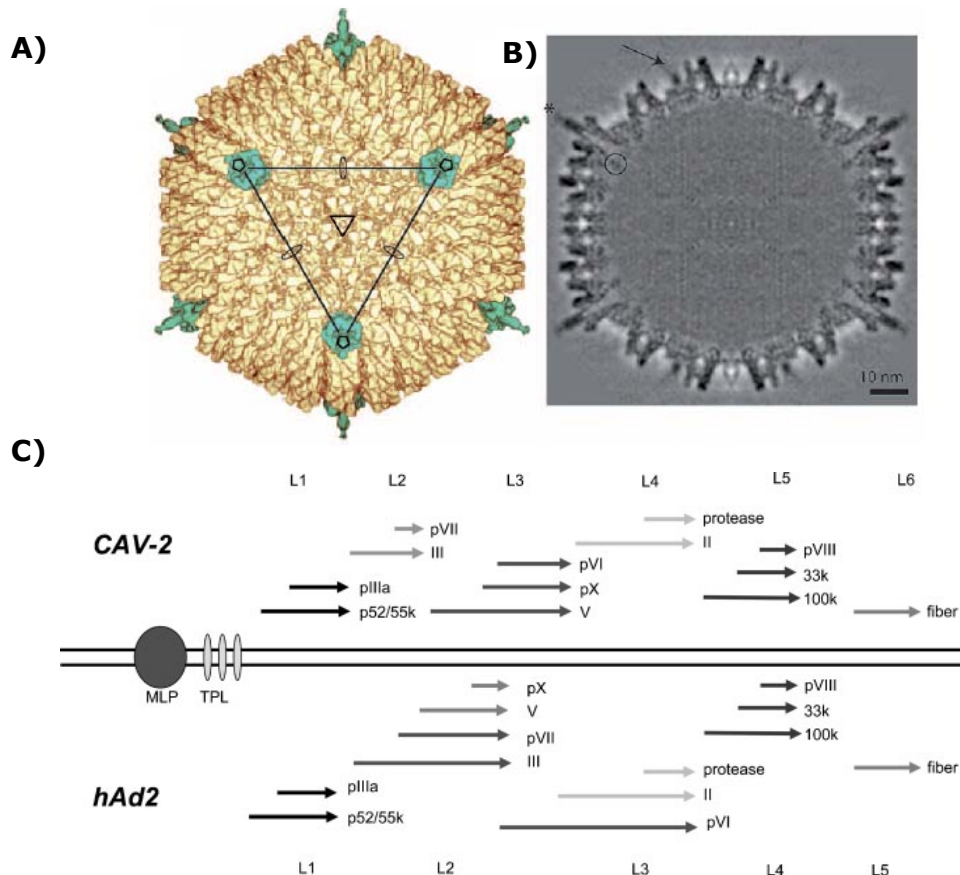 A)
B)
*
10 nm
C)
L1 L2 L3 L4 L5 L6
CAV-2
pVII
III
pIIIa
p52/55k
pVI
pX
V
protease
II
pVIII
33k
100k
fiber
MLP TPL
hAd2
pIIIa
p52/55k
pX
V
pVII
III
protease
II
pVI
pVIII
33k
100k
fiber
L1 L2 L3 L4 L5